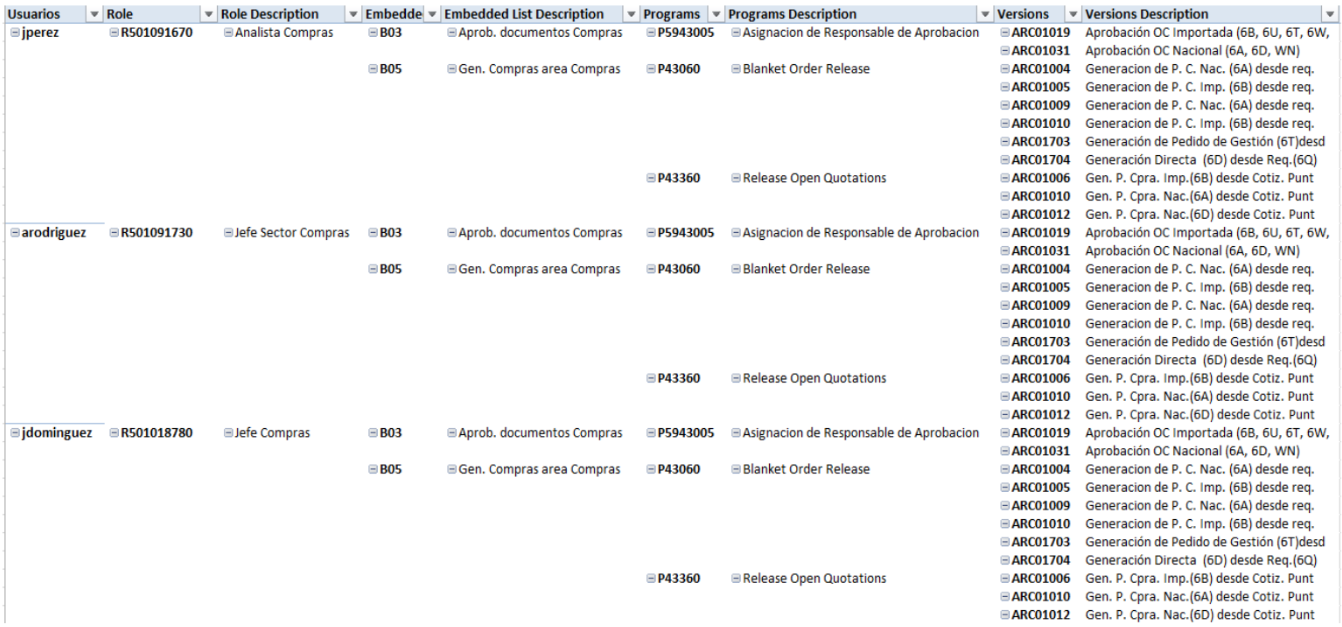 Usuarios Role Role Description Embedde Embedded List Description Programs Programs Description Versions Versions Description
jperez R501091670 Analista Compras B03 Aprob. documentos Compras P5943005 Asignacion de Responsable de Aprobacion ARC01019 Aprobación OC Importada (6B, 6U, 6T, 6W,
ARC01031 Aprobación OC Nacional (6A, 6D, WN)
B05 Gen. Compras area Compras P43060 Blanket Order Release ARC01004 Generacion de P. C. Nac. (6A) desde req.
ARC01005 Generacion de P. C. Imp. (6B) desde req.
ARC01009 Generacion de P. C. Nac. (6A) desde req.
ARC01010 Generacion de P. C. Imp. (6B) desde req.
ARC01703 Generación de Pedido de Gestión (6T)desd
ARC01704 Generación Directa (6D) desde Req.(6Q)
P43360 Release Open Quotations ARC01006 Gen. P. Cpra. Imp.(6B) desde Cotiz. Punt
ARC01010 Gen. P. Cpra. Nac.(6A) desde Cotiz. Punt
ARC01012 Gen. P. Cpra. Nac.(6D) desde Cotiz. Punt
arodriguez R501091730 Jefe Sector Compras B03 Aprob. documentos Compras P5943005 Asignacion de Responsable de Aprobacion ARC01019 Aprobación OC Importada (6B, 6U, 6T, 6W,
ARC01031 Aprobación OC Nacional (6A, 6D, WN)
B05 Gen. Compras area Compras P43060 Blanket Order Release ARC01004 Generacion de P. C. Nac. (6A) desde req.
ARC01005 Generacion de P. C. Imp. (6B) desde req.
ARC01009 Generacion de P. C. Nac. (6A) desde req.
ARC01010 Generacion de P. C. Imp. (6B) desde req.
ARC01703 Generación de Pedido de Gestión (6T)desd
ARC01704 Generación Directa (6D) desde Req.(6Q)
P43360 Release Open Quotations ARC01006 Gen. P. Cpra. Imp.(6B) desde Cotiz. Punt
ARC01010 Gen. P. Cpra. Nac.(6A) desde Cotiz. Punt
ARC01012 Gen. P. Cpra. Nac.(6D) desde Cotiz. Punt
jdominguez R501018780 Jefe Compras B03 Aprob. documentos Compras P5943005 Asignacion de Responsable de Aprobacion ARC01019 Aprobación OC Importada (6B, 6U, 6T, 6W,
ARC01031 Aprobación OC Nacional (6A, 6D, WN)
B05 Gen. Compras area Compras P43060 Blanket Order Release ARC01004 Generacion de P. C. Nac. (6A) desde req.
ARC01005 Generacion de P. C. Imp. (6B) desde req.
ARC01009 Generacion de P. C. Nac. (6A) desde req.
ARC01010 Generacion de P. C. Imp. (6B) desde req.
ARC01703 Generación de Pedido de Gestión (6T)desd
ARC01704 Generación Directa (6D) desde Req.(6Q)
P43360 Release Open Quotations ARC01006 Gen. P. Cpra. Imp.(6B) desde Cotiz. Punt
ARC01010 Gen. P. Cpra. Nac.(6A) desde Cotiz. Punt
ARC01012 Gen. P. Cpra. Nac.(6D) desde Cotiz. Punt